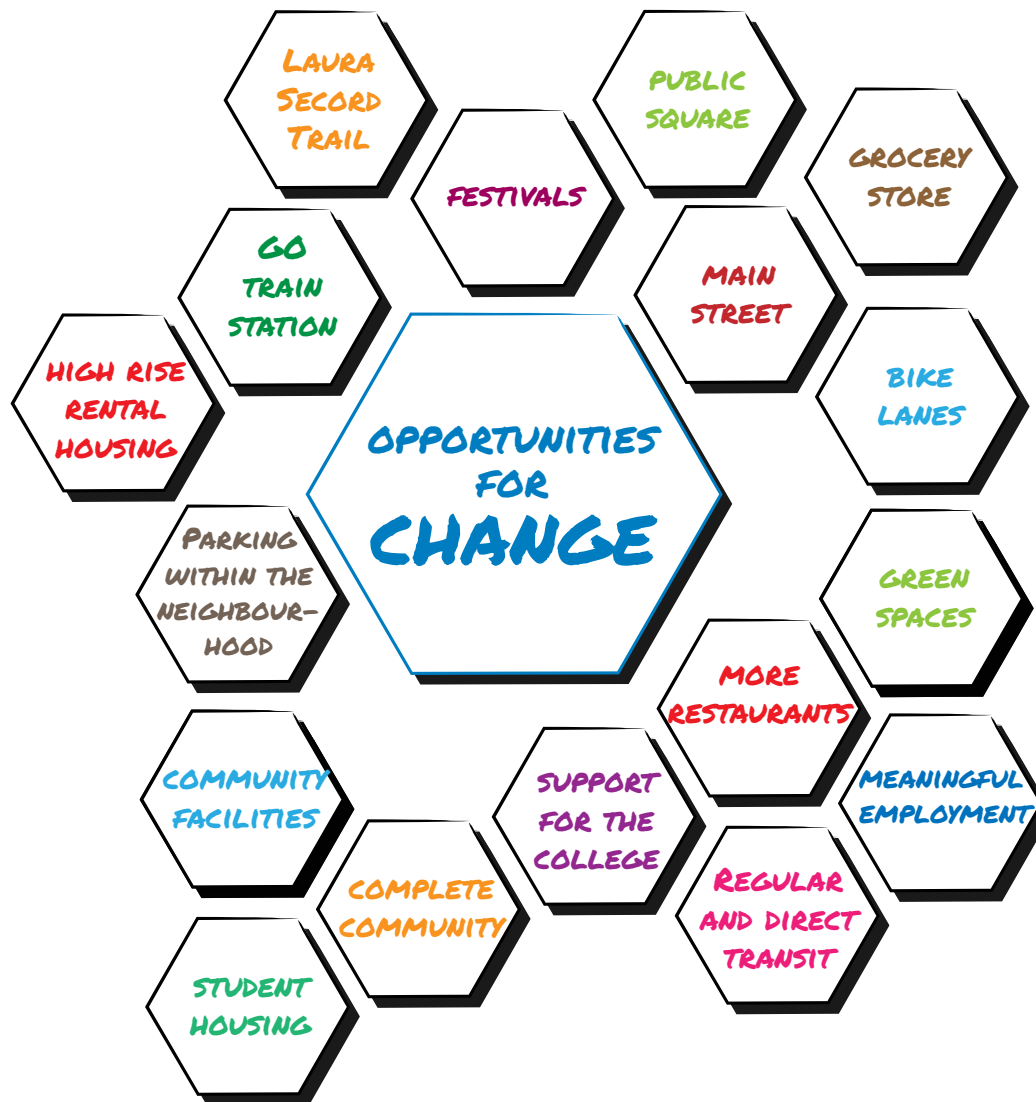 LAURA
SECORD
TRAIL
PUBLIC
SQUARE
FESTIVALS
GROCERY
STORE
GO
TRAIN
STATION
MAIN
STREET
HIGH RISE
RENTAL
HOUSING
BIKE
LANES
OPPORTUNITIES
FOR
CHANGE
PARKING
WITHIN THE
NEIGHBOUR-
HOOD
GREEN
SPACES
MORE
RESTAURANTS
COMMUNITY
FACILITIES
SUPPORT
FOR THE
COLLEGE
MEANINGFUL
EMPLOYMENT
COMPLETE
COMMUNITY
REGULAR
AND DIRECT
TRANSIT
STUDENT
HOUSING